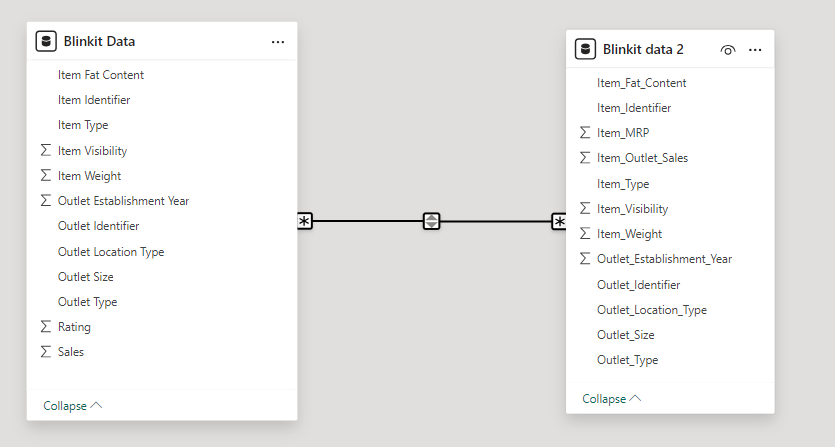 Blinkit Data
Item Fat Content
Item Identifier
Item Type
Item Visibility
Item Weight
Outlet Establishment Year
Outlet Identifier
Outlet Location Type
Outlet Size
Outlet Type
Rating
Sales
Collapse
Blinkit data 2
Item_Fat_Content
Item_Identifier
Item_MRP
Item_Outlet_Sales
Item_Type
Item_Visibility
Item_Weight
Outlet_Establishment_Year
Outlet_Identifier
Outlet_Location_Type
Outlet_Size
Outlet_Type
Collapse